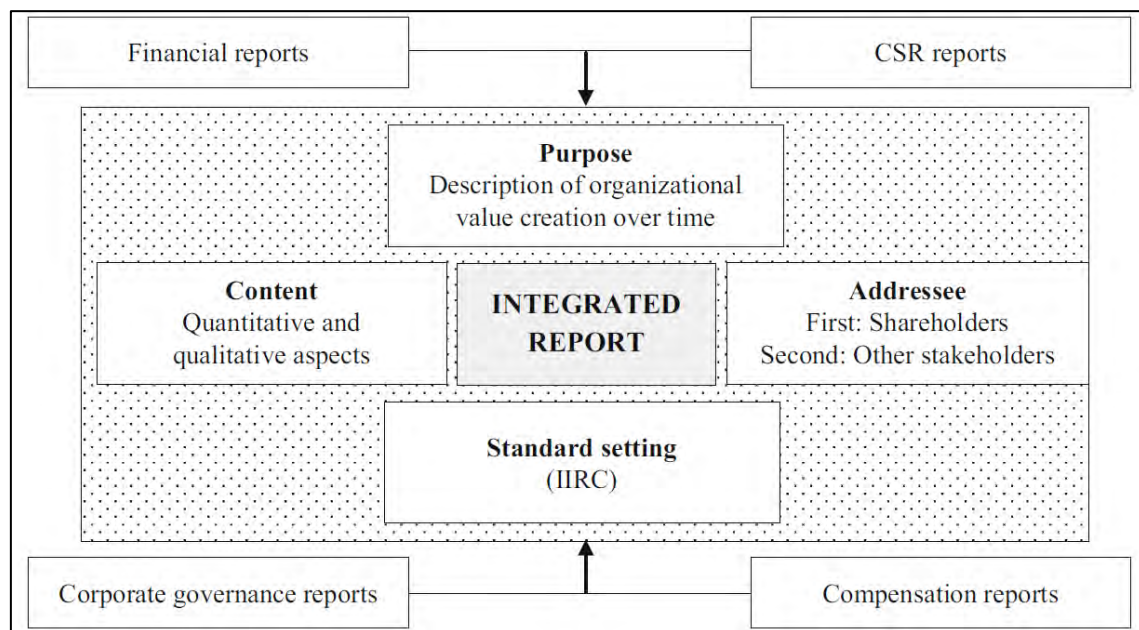 Financial reports
CSR reports
Purpose
Description of organizational
value creation over time
Content
Quantitative and
qualitative aspects
INTEGRATED
REPORT
Addressee
First: Shareholders
Second: Other stakeholders
Standard setting
(IIRC)
Corporate governance reports
Compensation reports